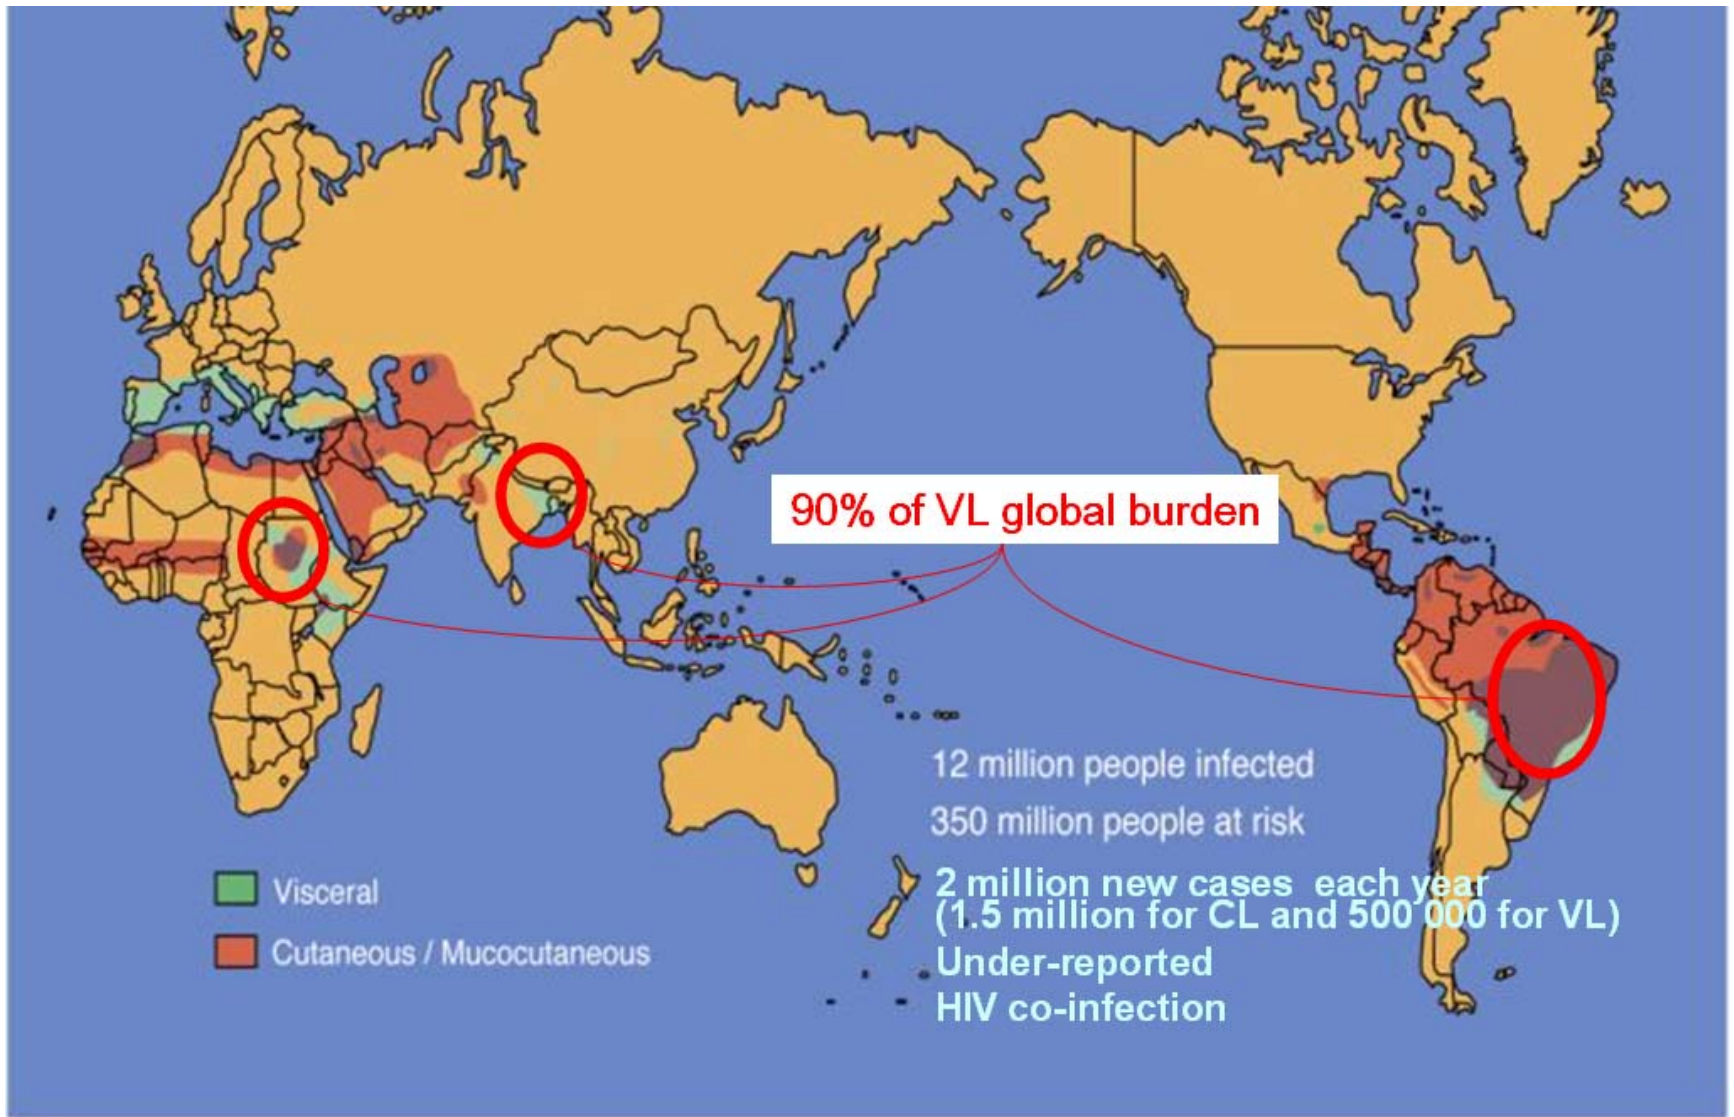 90% of VL global burden
12 million people infected
350 million people at risk
2 million new cases  each year
(1.5 million for CL and 500 000 for VL)
Under-reported
HIV co-infection
Visceral
Cutaneous / Mucocutaneous